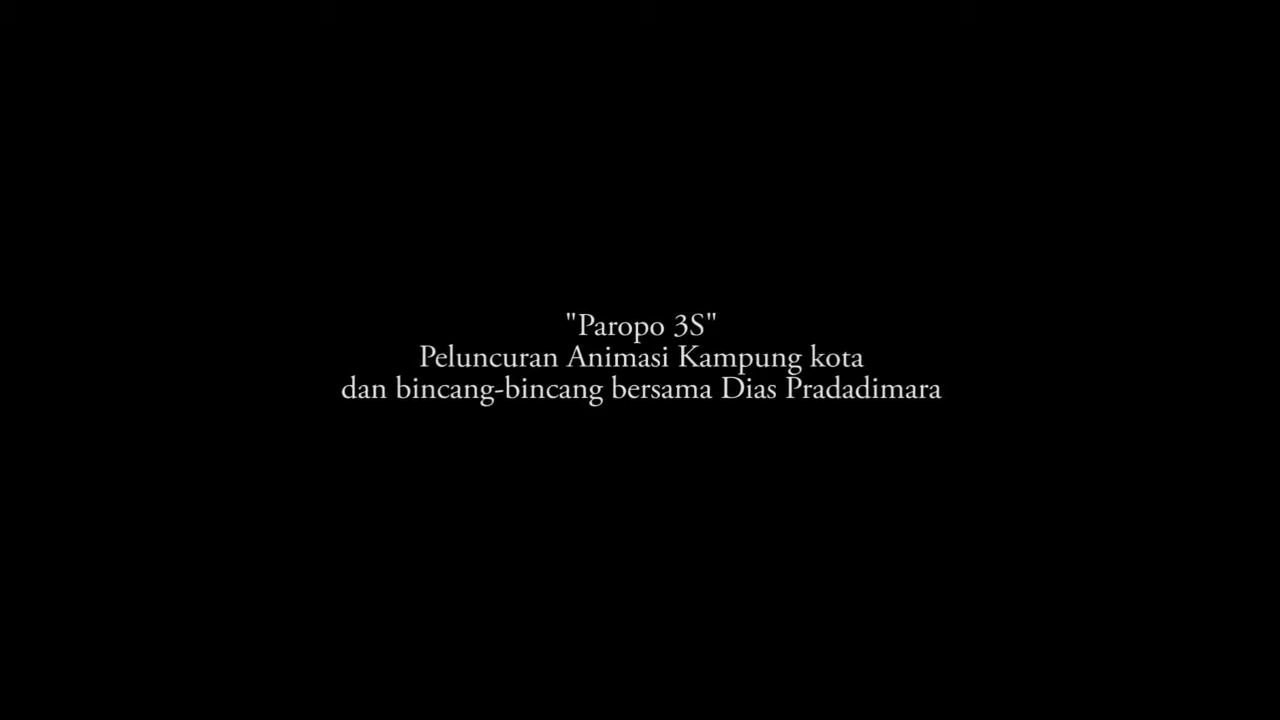 "Paropo 3S"
Peluncuran Animasi Kampung kota
dan bincang-bincang bersama Dias Pradadimara